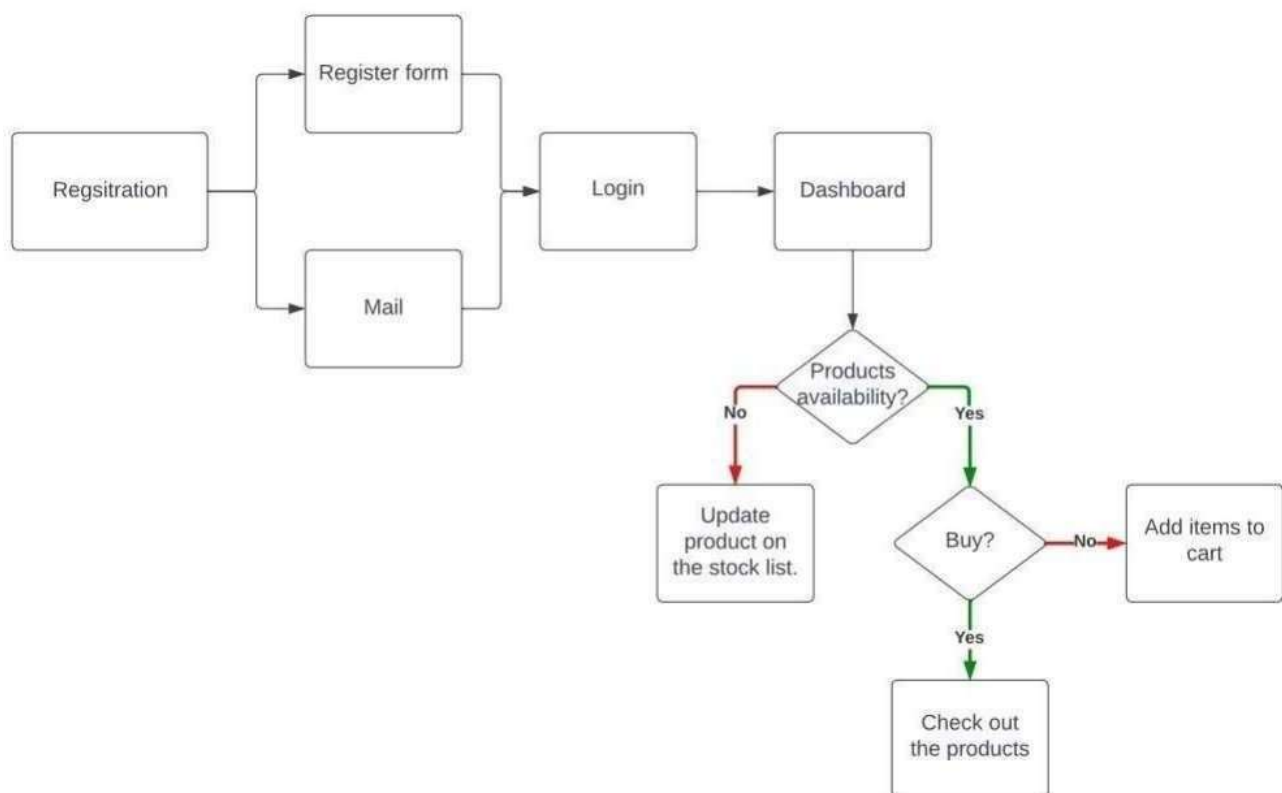 Register form
Regsitration
Login
Dashboard
Mail
Products
availability?
No
Yes
Update
product on
the stock list.
Buy?
No
Add items to
cart
Yes
Check out
the products